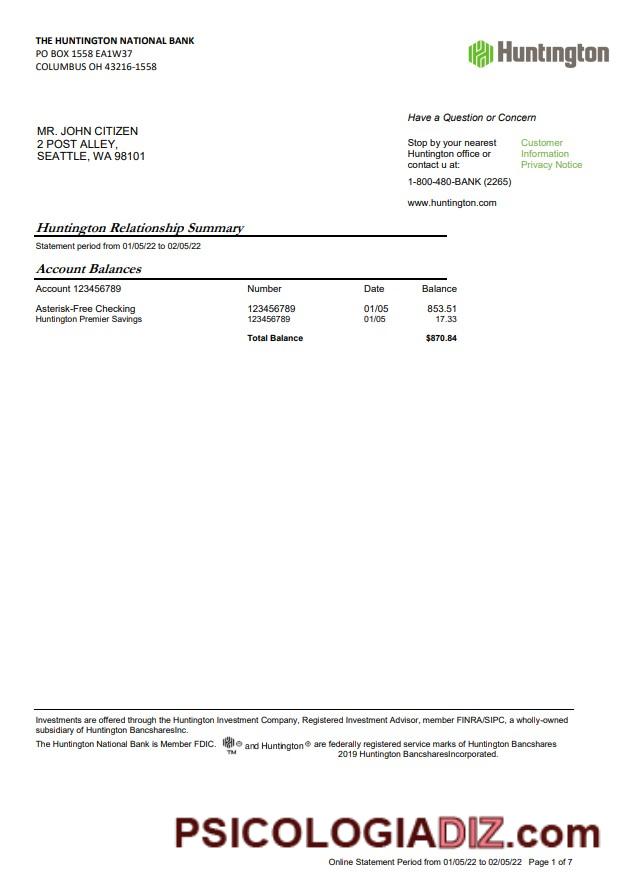 THE HUNTINGTON NATIONAL BANK
PO BOX 1558 EA1W37
COLUMBUS OH 43216-1558
Huntington
MR. JOHN CITIZEN
2 POST ALLEY,
SEATTLE, WA 98101
Have a Question or Concern
Stop by your nearest
Huntington office or
contact u at:
1-800-480-BANK (2265)
www.huntington.com
Customer
Information
Privacy Notice
Huntington Relationship Summary
Statement period from 01/05/22 to 02/05/22
Account Balances
Account 123456789 Number Date Balance
Asterisk-Free Checking 123456789 01/05 853.51
Huntington Premier Savings 123456789 01/05 17.33
Total Balance $870.84
Investments are offered through the Huntington Investment Company, Registered Investment Advisor, member FINRA/SIPC, a wholly-owned
subsidiary of Huntington BancsharesInc.
The Huntington National Bank is Member FDIC. ® ™ and Huntington ® are federally registered service marks of Huntington Bancshares
2019 Huntington BancsharesIncorporated.
PSICOLOGIADIZ.com
Online Statement Period from 01/05/22 to 02/05/22 Page 1 of 7